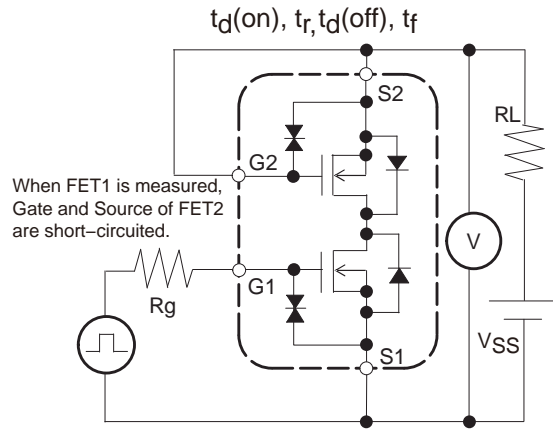 td(on), tr, td(off), tf
S2
RL
G2
When FET1 is measured,
Gate and Source of FET2
are short−circuited.
V
Rg
G1
VSS
S1